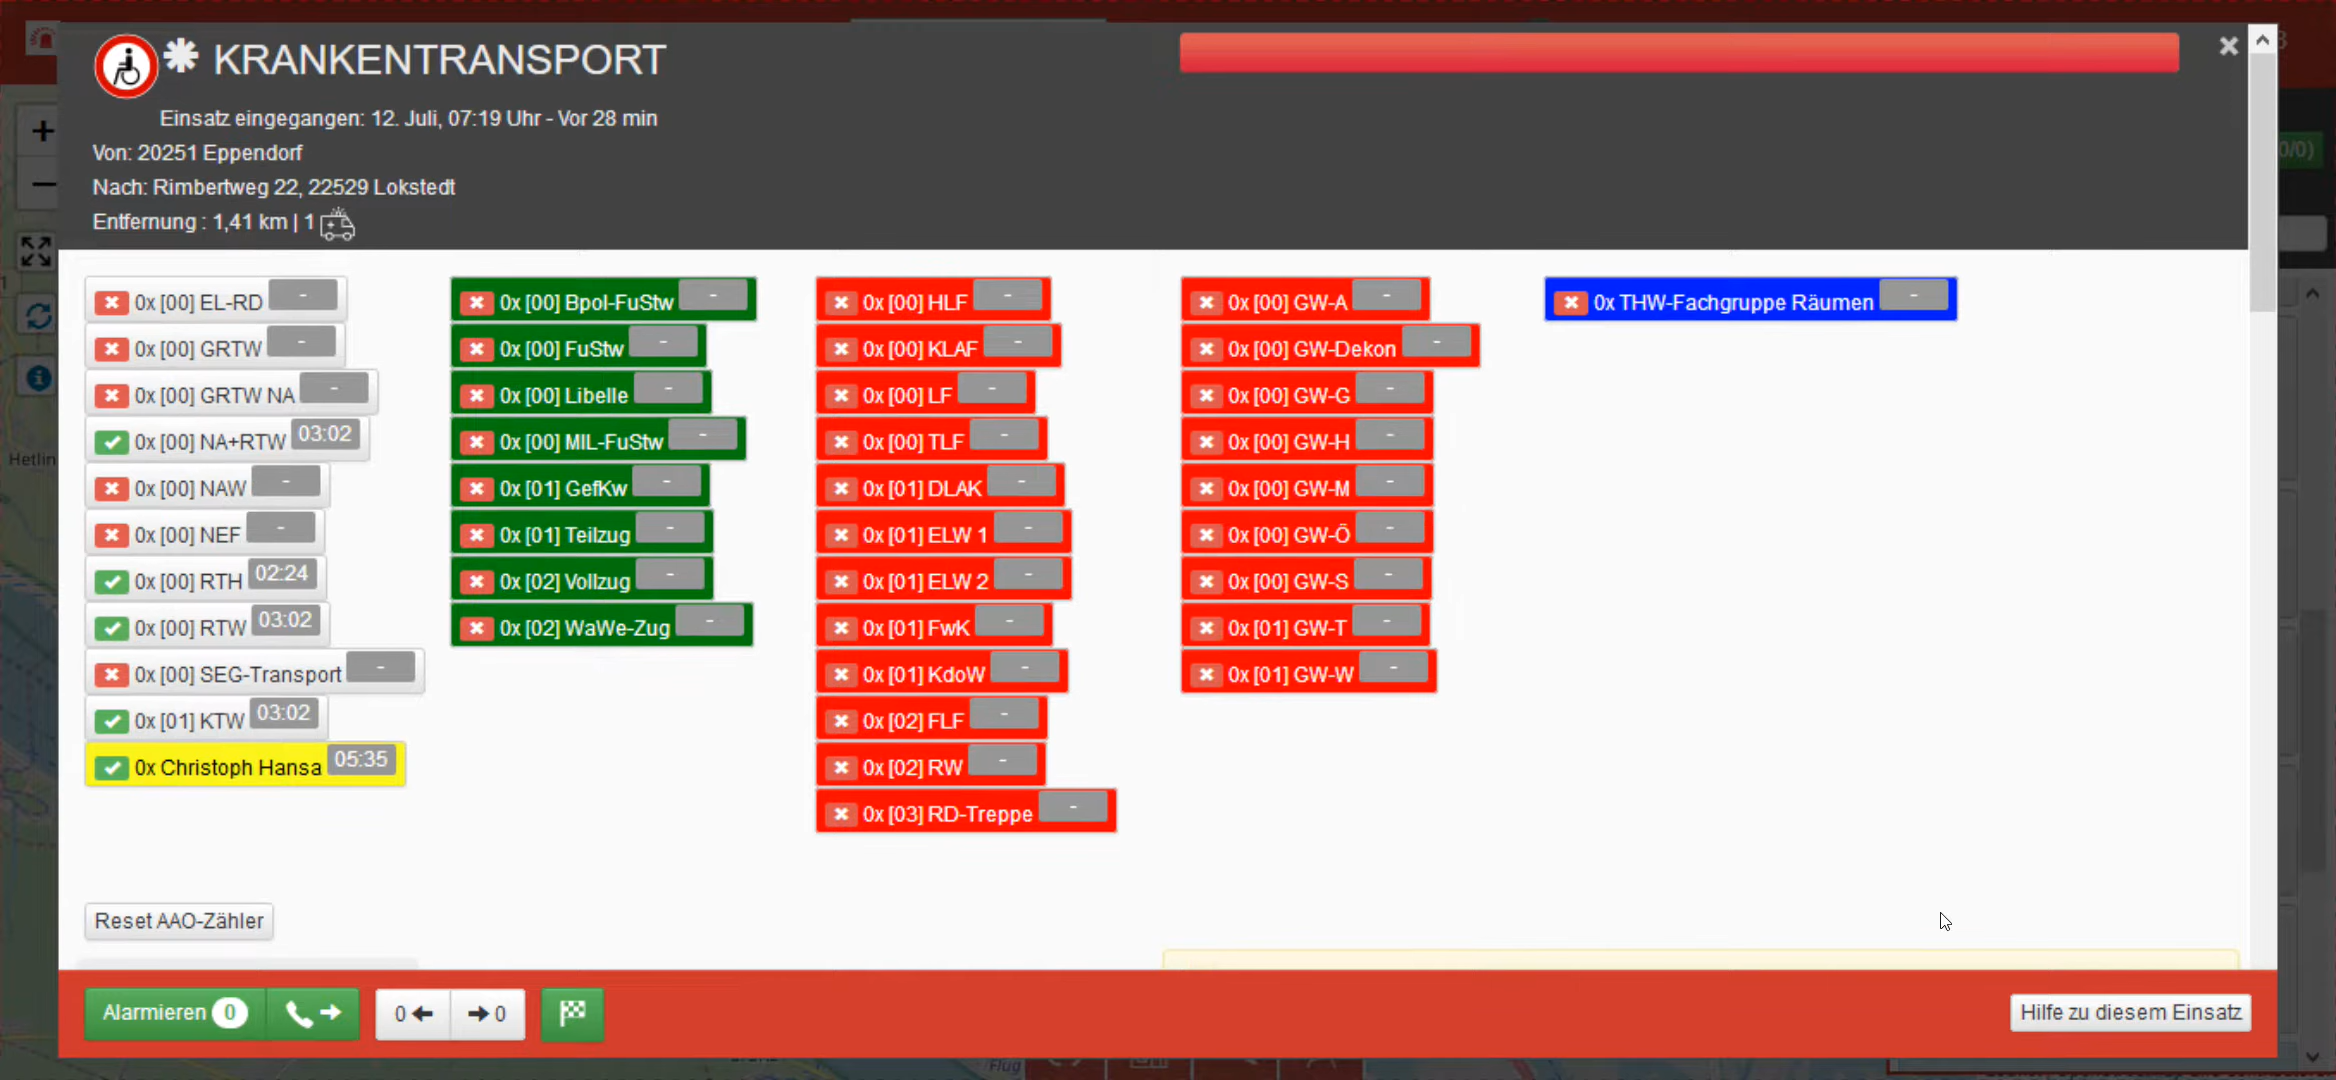 KRANKENTRANSPORT
Einsatz eingegangen: 12. Juli, 07:19 Uhr - Vor 28 min
Von: 20251 Eppendorf
Nach: Rimbertweg 22, 22529 Lokstedt
Entfernung : 1,41 km | 1
0x [00] EL-RD -
0x [00] GRTW -
0x [00] GRTW NA -
0x [00] NA+RTW 03:02
0x [00] NAW -
0x [00] NEF -
0x [00] RTH 02:24
0x [00] RTW 03:02
0x [00] SEG-Transport -
0x [01] KTW 03:02
0x Christoph Hansa 05:35
0x [00] Bpol-FuStw -
0x [00] FuStw -
0x [00] Libelle -
0x [00] MIL-FuStw -
0x [01] GefKw -
0x [01] Teilzug -
0x [02] Vollzug -
0x [02] WaWe-Zug -
0x [00] HLF -
0x [00] KLAF -
0x [00] LF -
0x [00] TLF -
0x [01] DLAK -
0x [01] ELW 1 -
0x [01] ELW 2 -
0x [01] FwK -
0x [01] KdoW -
0x [02] FLF -
0x [02] RW -
0x [03] RD-Treppe -
0x [00] GW-A -
0x [00] GW-Dekon -
0x [00] GW-G -
0x [00] GW-H -
0x [00] GW-M -
0x [00] GW-Ö -
0x [00] GW-S -
0x [01] GW-T -
0x [01] GW-W -
0x THW-Fachgruppe Räumen -
Reset AAO-Zähler
Alarmieren 0
0
0
Hilfe zu diesem Einsatz
Hetlin
0/0)
Flug